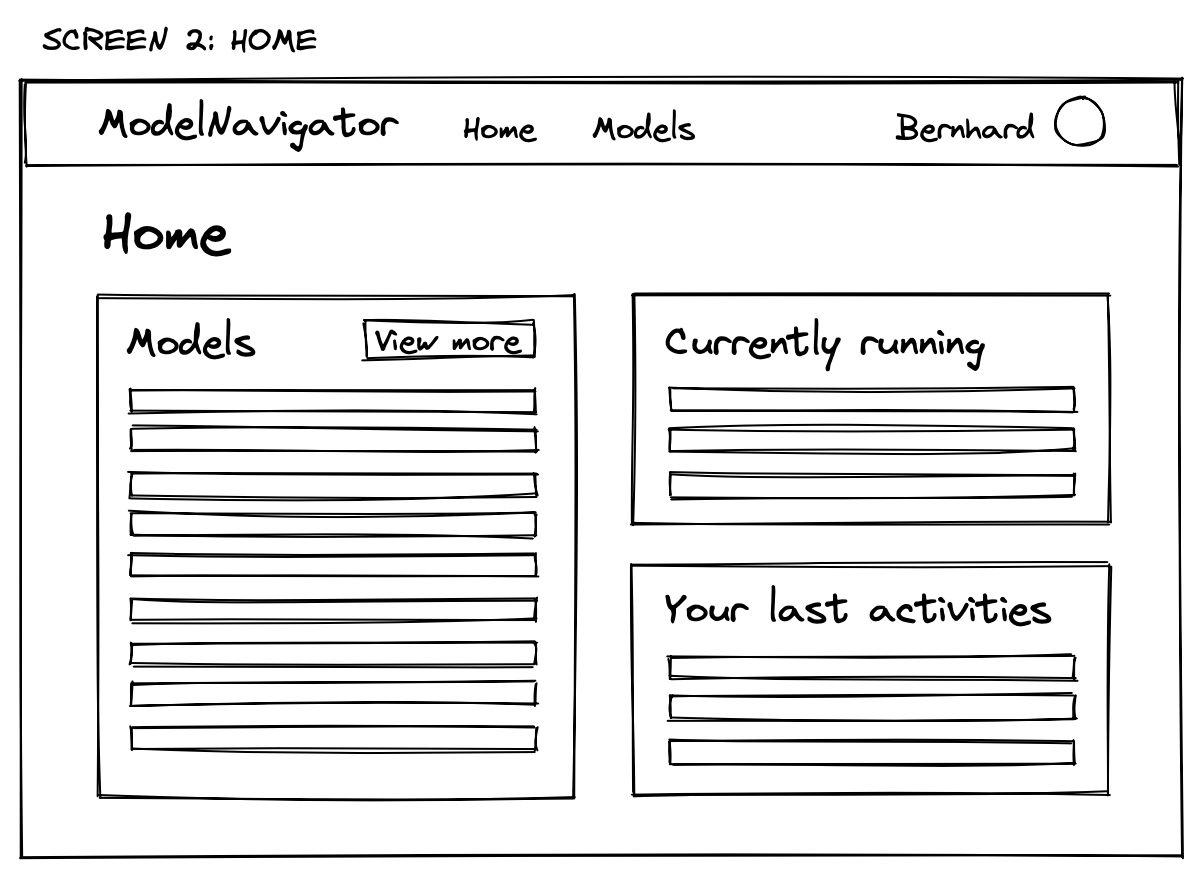 SCREEN 2: HOME
ModelNavigator Home Models Bernhard
Home
Models View more
Currently running
Your last activities